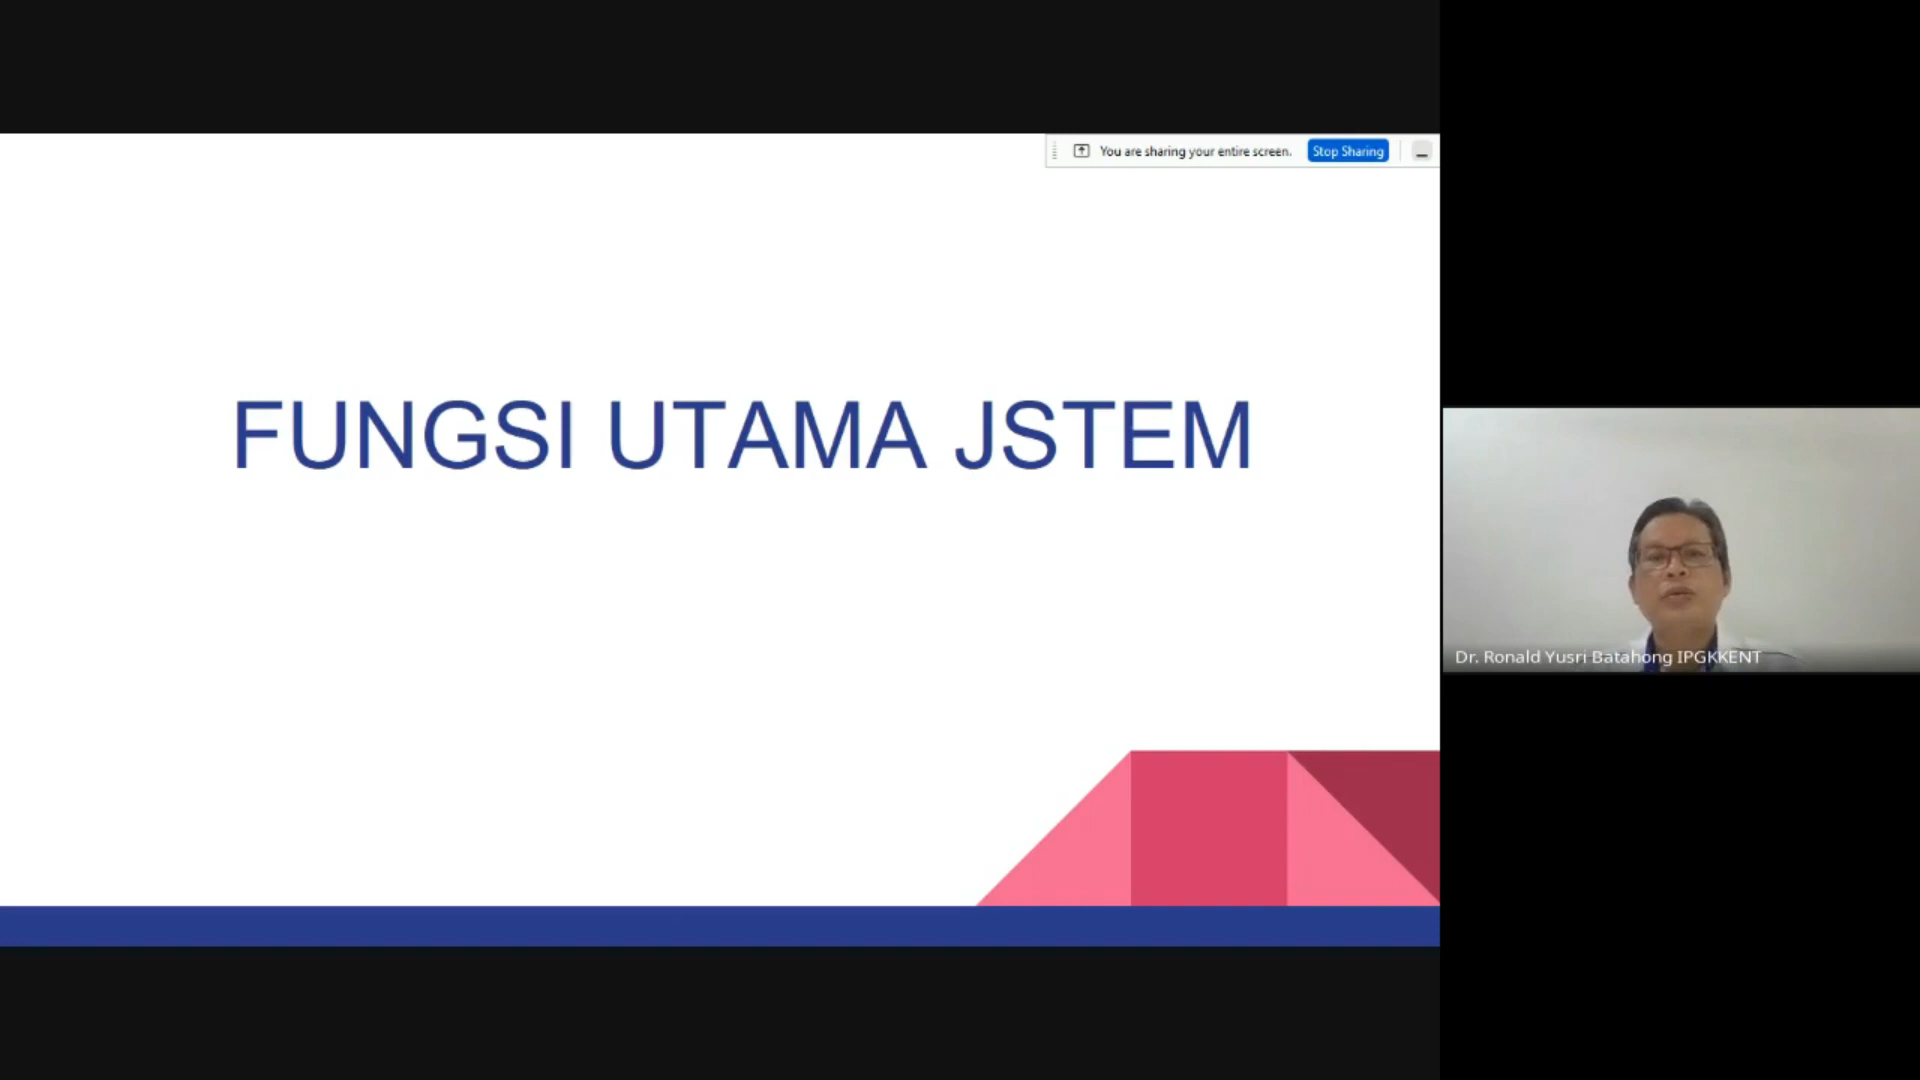 You are sharing your entire screen. Stop Sharing
FUNGSI UTAMA JSTEM
Dr. Ronald Yusri Batahong IPGKKENT